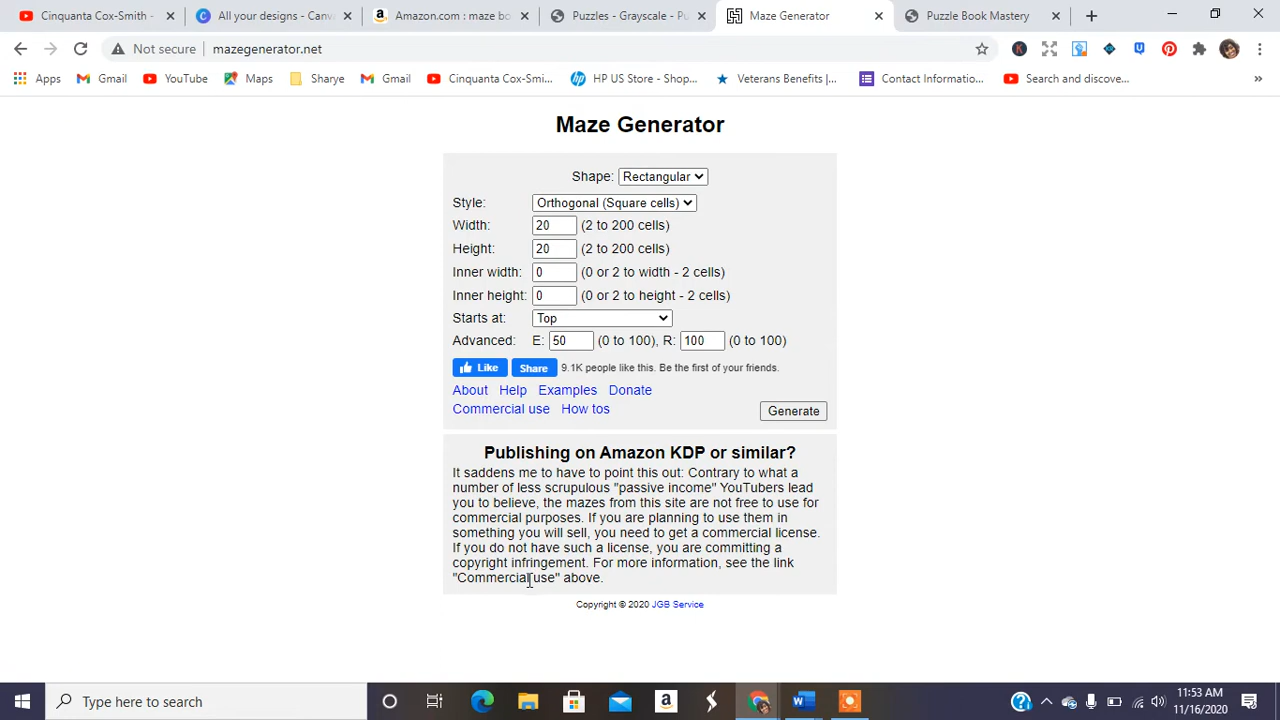 Cinquanta Cox-Smith -
All your designs - Canv
Amazon.com : maze bo
Puzzles - Grayscale - Pu
Maze Generator
Puzzle Book Mastery
Not secure
mazegenerator.net
Apps
Gmail
YouTube
Maps
Sharye
Gmail
Cinquanta Cox-Smi...
HP US Store - Shop...
Veterans Benefits |...
Contact Informatio...
Search and discove...
»
Maze Generator
Shape: Rectangular
Style: Orthogonal (Square cells)
Width: 20 (2 to 200 cells)
Height: 20 (2 to 200 cells)
Inner width: 0 (0 or 2 to width - 2 cells)
Inner height: 0 (0 or 2 to height - 2 cells)
Starts at: Top
Advanced: E: 50 (0 to 100), R: 100 (0 to 100)
Like Share 9.1K people like this. Be the first of your friends.
About Help Examples Donate
Commercial use How tos
Generate
Publishing on Amazon KDP or similar?
It saddens me to have to point this out: Contrary to what a
number of less scrupulous "passive income" YouTubers lead
you to believe, the mazes from this site are not free to use for
commercial purposes. If you are planning to use them in
something you will sell, you need to get a commercial license.
If you do not have such a license, you are committing a
copyright infringement. For more information, see the link
"Commercial use" above.
Copyright © 2020 JGB Service
Type here to search
11:53 AM
11/16/2020